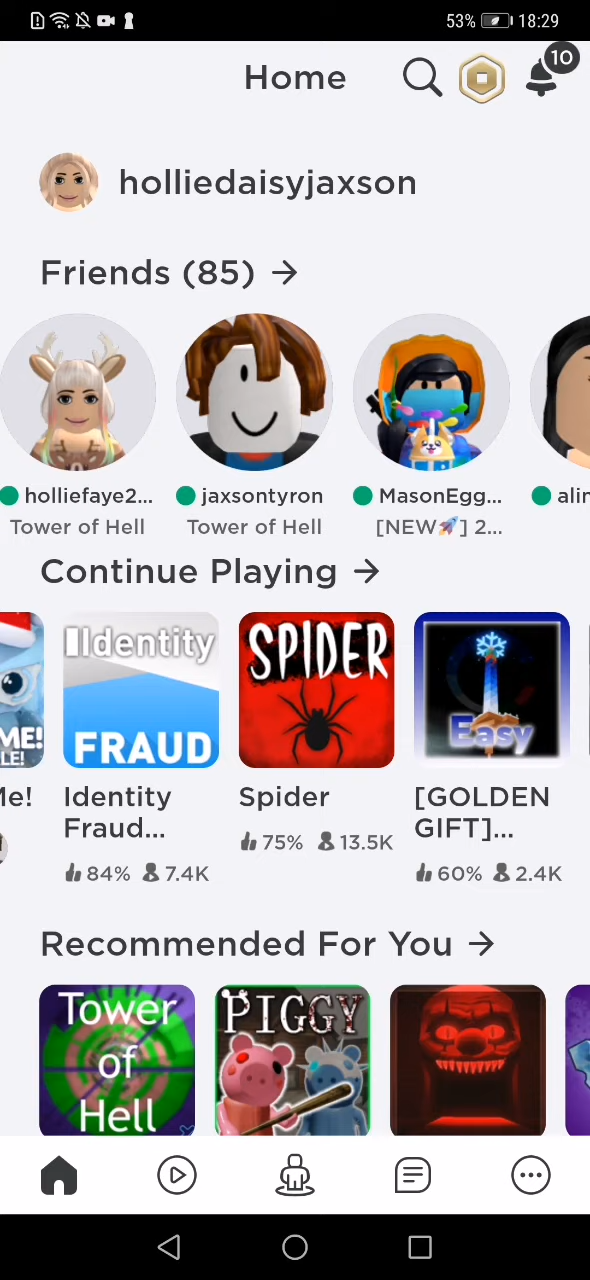 53% 18:29
Home
10
holliedaisyjaxson
Friends (85) →
holliefaye2... jaxsontyron MasonEgg... alin
Tower of Hell Tower of Hell [NEW🚀] 2...
Continue Playing →
ME!
LE!
Identity
FRAUD
SPIDER
Easy
Me! Identity Spider [GOLDEN
Fraud... GIFT]...
75% 13.5K
84% 7.4K 60% 2.4K
Recommended For You →
Tower
of
Hell
PIGGY